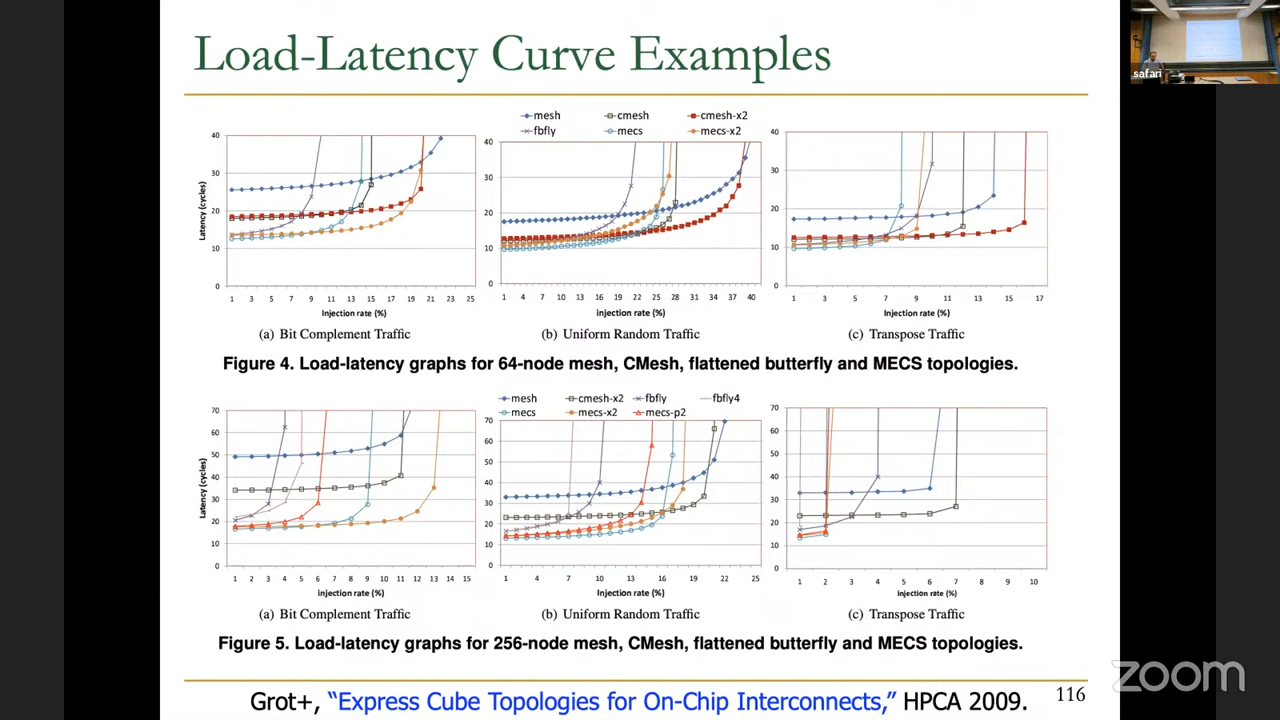 Load-Latency Curve Examples
safari
mesh cmesh cmesh-x2
fbfly mecs mecs-x2
Latency (cycles)
40
30
20
10
0
1 3 5 7 9 11 13 15 17 19 21 23 25
Injection rate (%)
(a) Bit Complement Traffic
40
30
20
10
0
1 4 7 10 13 16 19 22 25 28 31 34 37 40
injection rate (%)
(b) Uniform Random Traffic
40
30
20
10
0
1 3 5 7 9 11 13 15 17
Injection rate (%)
(c) Transpose Traffic
Figure 4. Load-latency graphs for 64-node mesh, CMesh, flattened butterfly and MECS topologies.
mesh cmesh-x2 fbfly fbfly4
mecs mecs-x2 mecs-p2
Latency (cycles)
70
60
50
40
30
20
10
0
1 2 3 4 5 6 7 8 9 10 11 12 13 14 15
injection rate (%)
(a) Bit Complement Traffic
70
60
50
40
30
20
10
0
1 4 7 10 13 16 19 22 25
Injection rate (%)
(b) Uniform Random Traffic
70
60
50
40
30
20
10
0
1 2 3 4 5 6 7 8 9 10
injection rate (%)
(c) Transpose Traffic
Figure 5. Load-latency graphs for 256-node mesh, CMesh, flattened butterfly and MECS topologies.
Grot+, “Express Cube Topologies for On-Chip Interconnects,” HPCA 2009.
116
zoom